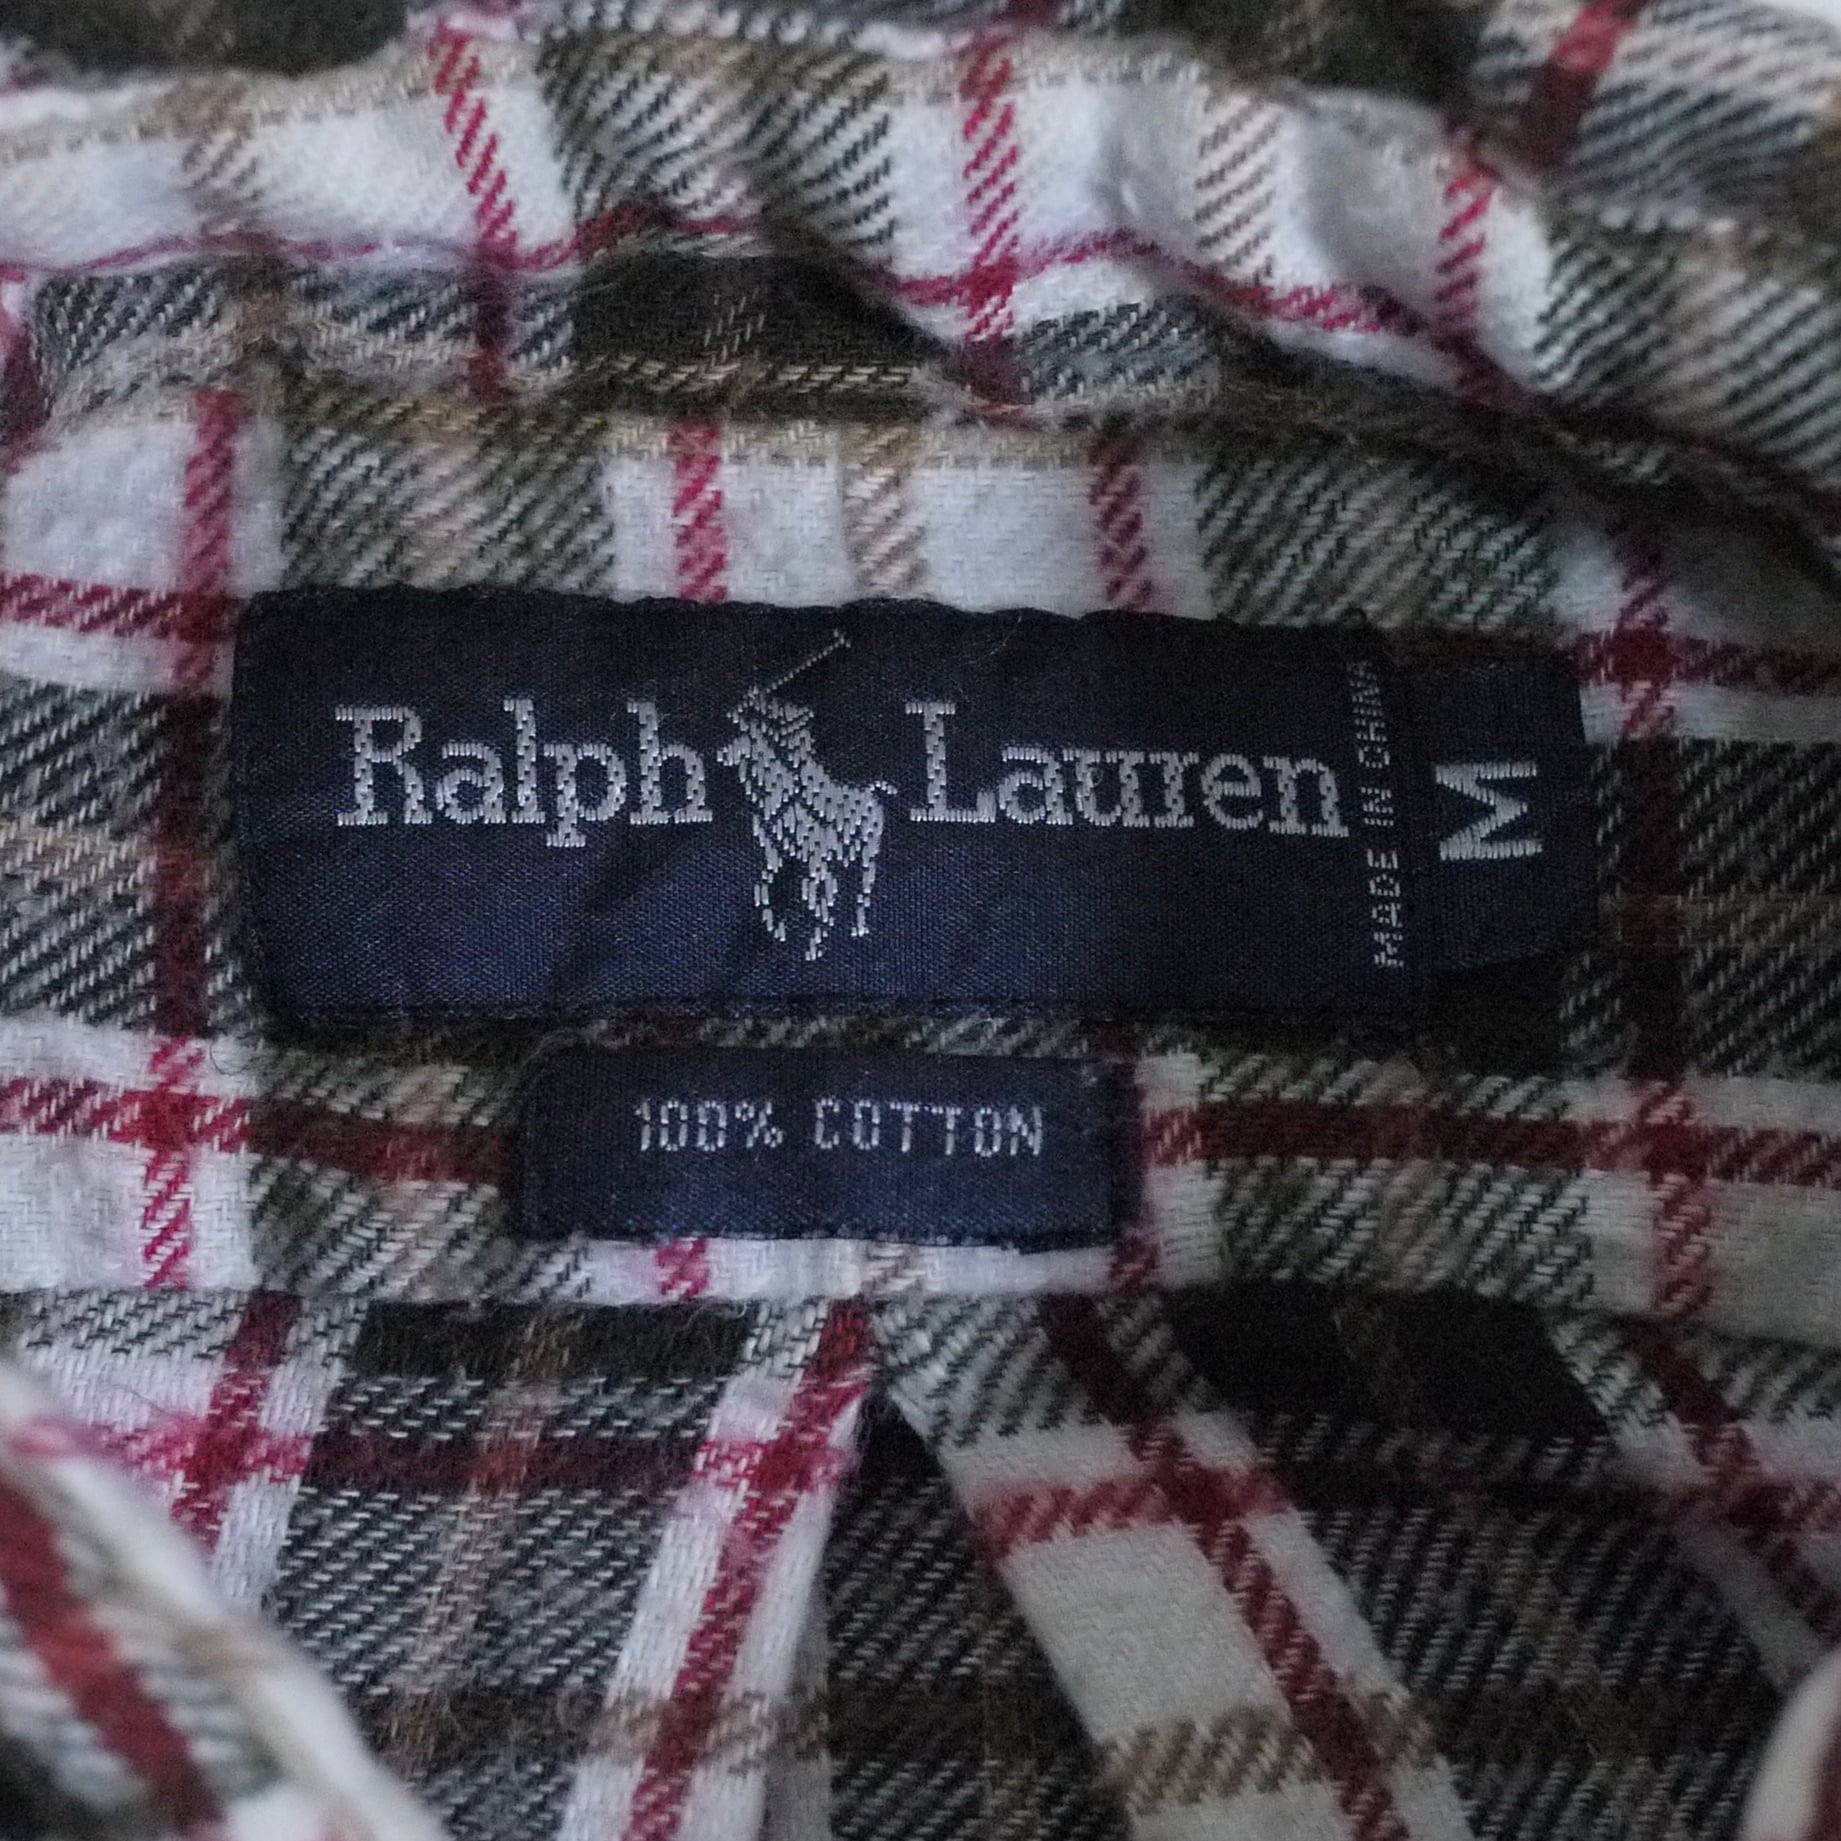 Ralph Lauren
MADE IN CHINA
M
100% COTTON